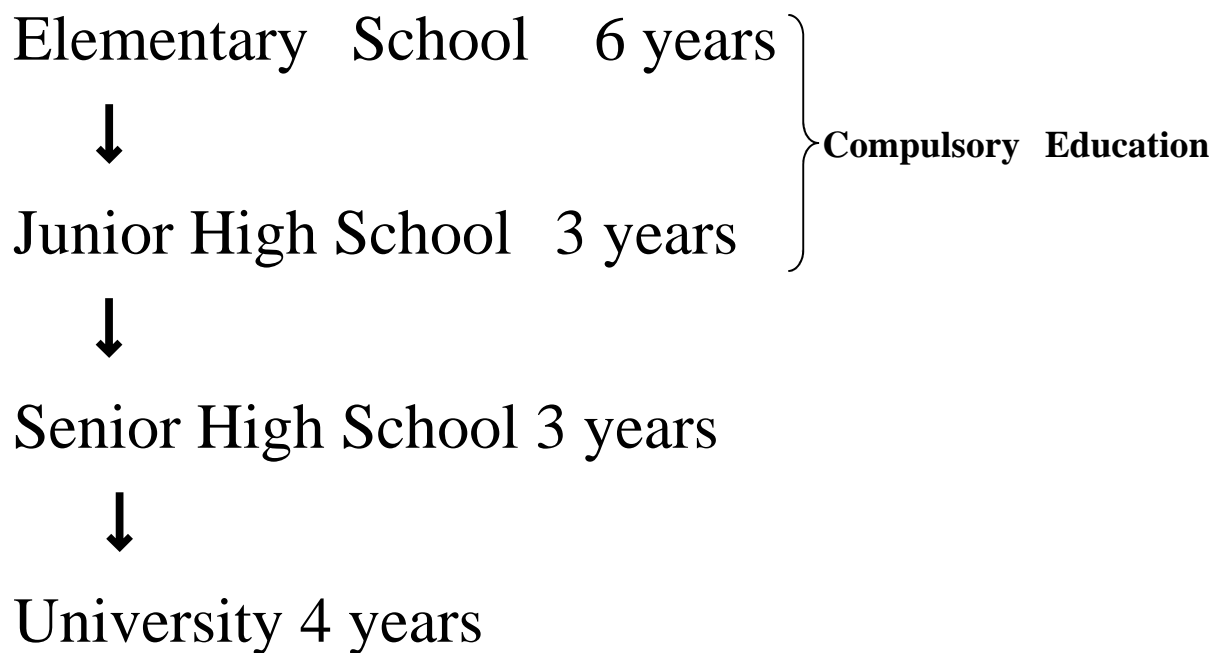 Elementary School 6 years
Compulsory Education
Junior High School 3 years
Senior High School 3 years
University 4 years